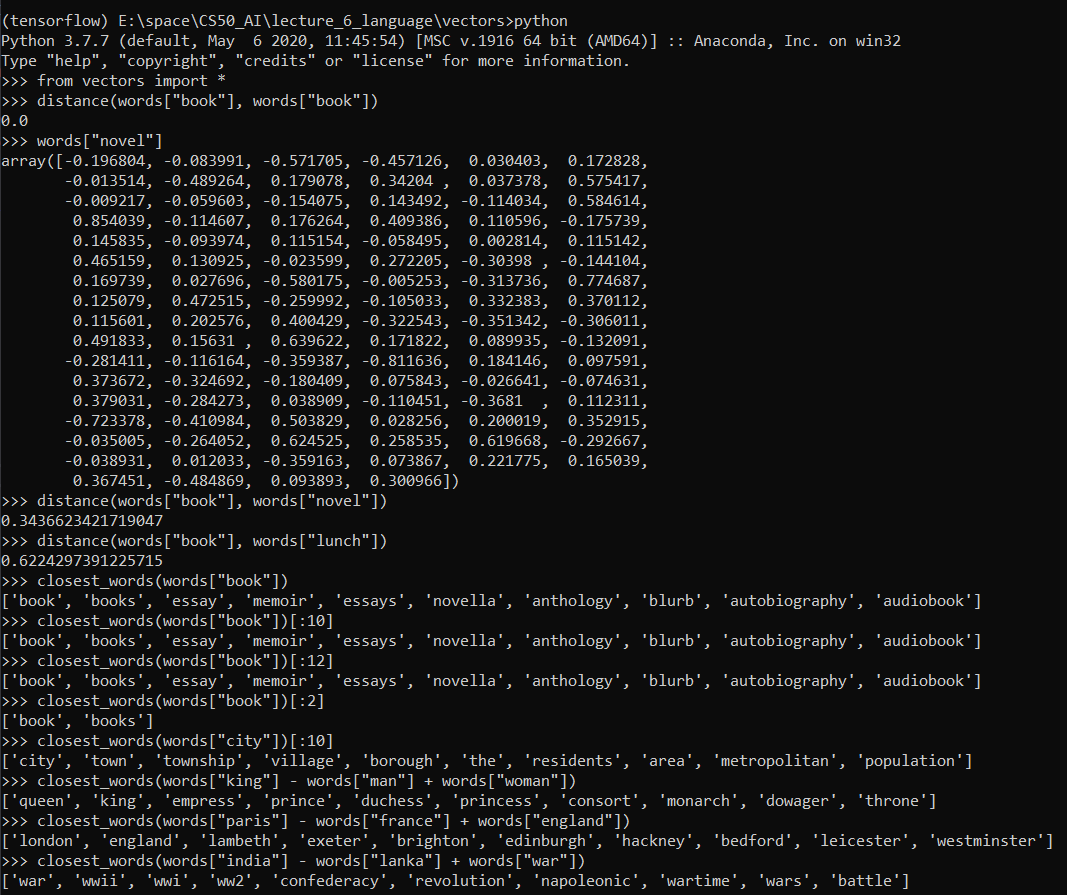 (tensorflow) E:\space\CS50_AI\lecture_6_language\vectors>python
Python 3.7.7 (default, May  6 2020, 11:45:54) [MSC v.1916 64 bit (AMD64)] :: Anaconda, Inc. on win32
Type "help", "copyright", "credits" or "license" for more information.
>>> from vectors import *
>>> distance(words["book"], words["book"])
0.0
>>> words["novel"]
array([-0.196804, -0.083991, -0.571705, -0.457126,  0.030403,  0.172828,
       -0.013514, -0.489264,  0.179078,  0.34204 ,  0.037378,  0.575417,
       -0.009217, -0.059603, -0.154075,  0.143492, -0.114034,  0.584614,
        0.854039, -0.114607,  0.176264,  0.409386,  0.110596, -0.175739,
        0.145835, -0.093974,  0.115154, -0.058495,  0.002814,  0.115142,
        0.465159,  0.130925, -0.023599,  0.272205, -0.30398 , -0.144104,
        0.169739,  0.027696, -0.580175, -0.005253, -0.313736,  0.774687,
        0.125079,  0.472515, -0.259992, -0.105033,  0.332383,  0.370112,
        0.115601,  0.202576,  0.400429, -0.322543, -0.351342, -0.306011,
        0.491833,  0.15631 ,  0.639622,  0.171822,  0.089935, -0.132091,
       -0.281411, -0.116164, -0.359387, -0.811636,  0.184146,  0.097591,
        0.373672, -0.324692, -0.180409,  0.075843, -0.026641, -0.074631,
        0.379031, -0.284273,  0.038909, -0.110451, -0.3681  ,  0.112311,
       -0.723378, -0.410984,  0.503829,  0.028256,  0.200019,  0.352915,
       -0.035005, -0.264052,  0.624525,  0.258535,  0.619668, -0.292667,
       -0.038931,  0.012033, -0.359163,  0.073867,  0.221775,  0.165039,
        0.367451, -0.484869,  0.093893,  0.300966])
>>> distance(words["book"], words["novel"])
0.3436623421719047
>>> distance(words["book"], words["lunch"])
0.6224297391225715
>>> closest_words(words["book"])
['book', 'books', 'essay', 'memoir', 'essays', 'novella', 'anthology', 'blurb', 'autobiography', 'audiobook']
>>> closest_words(words["book"])[:10]
['book', 'books', 'essay', 'memoir', 'essays', 'novella', 'anthology', 'blurb', 'autobiography', 'audiobook']
>>> closest_words(words["book"])[:12]
['book', 'books', 'essay', 'memoir', 'essays', 'novella', 'anthology', 'blurb', 'autobiography', 'audiobook']
>>> closest_words(words["book"])[:2]
['book', 'books']
>>> closest_words(words["city"])[:10]
['city', 'town', 'township', 'village', 'borough', 'the', 'residents', 'area', 'metropolitan', 'population']
>>> closest_words(words["king"] - words["man"] + words["woman"])
['queen', 'king', 'empress', 'prince', 'duchess', 'princess', 'consort', 'monarch', 'dowager', 'throne']
>>> closest_words(words["paris"] - words["france"] + words["england"])
['london', 'england', 'lambeth', 'exeter', 'brighton', 'edinburgh', 'hackney', 'bedford', 'leicester', 'westminster']
>>> closest_words(words["india"] - words["lanka"] + words["war"])
['war', 'wwii', 'wwi', 'ww2', 'confederacy', 'revolution', 'napoleonic', 'wartime', 'wars', 'battle']